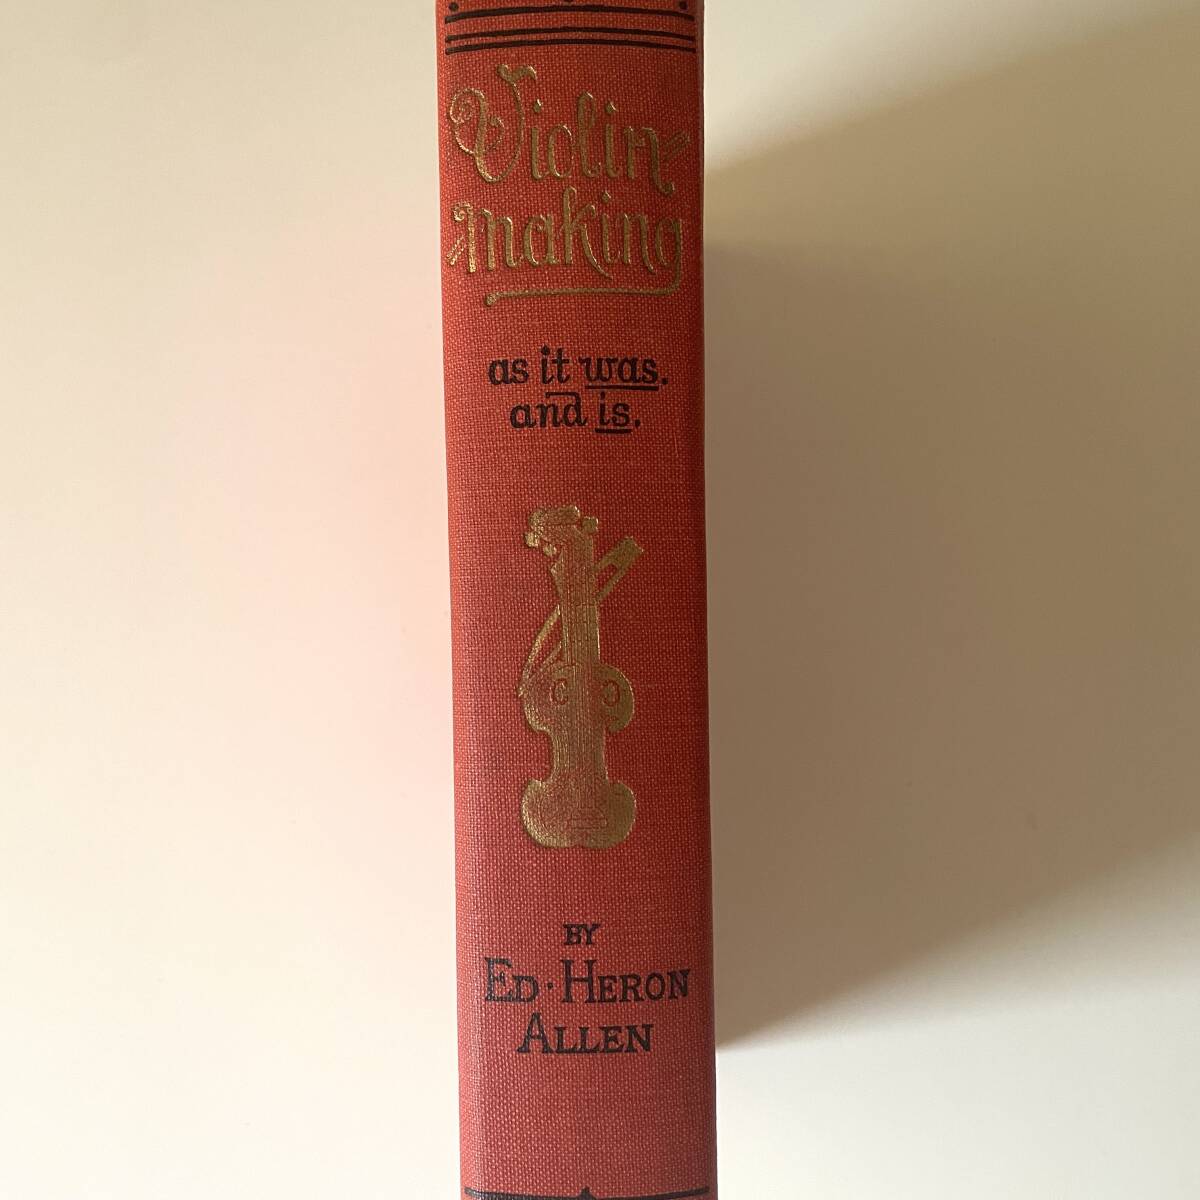 Violin
making
as it was.
and is.
BY
ED. HERON
ALLEN